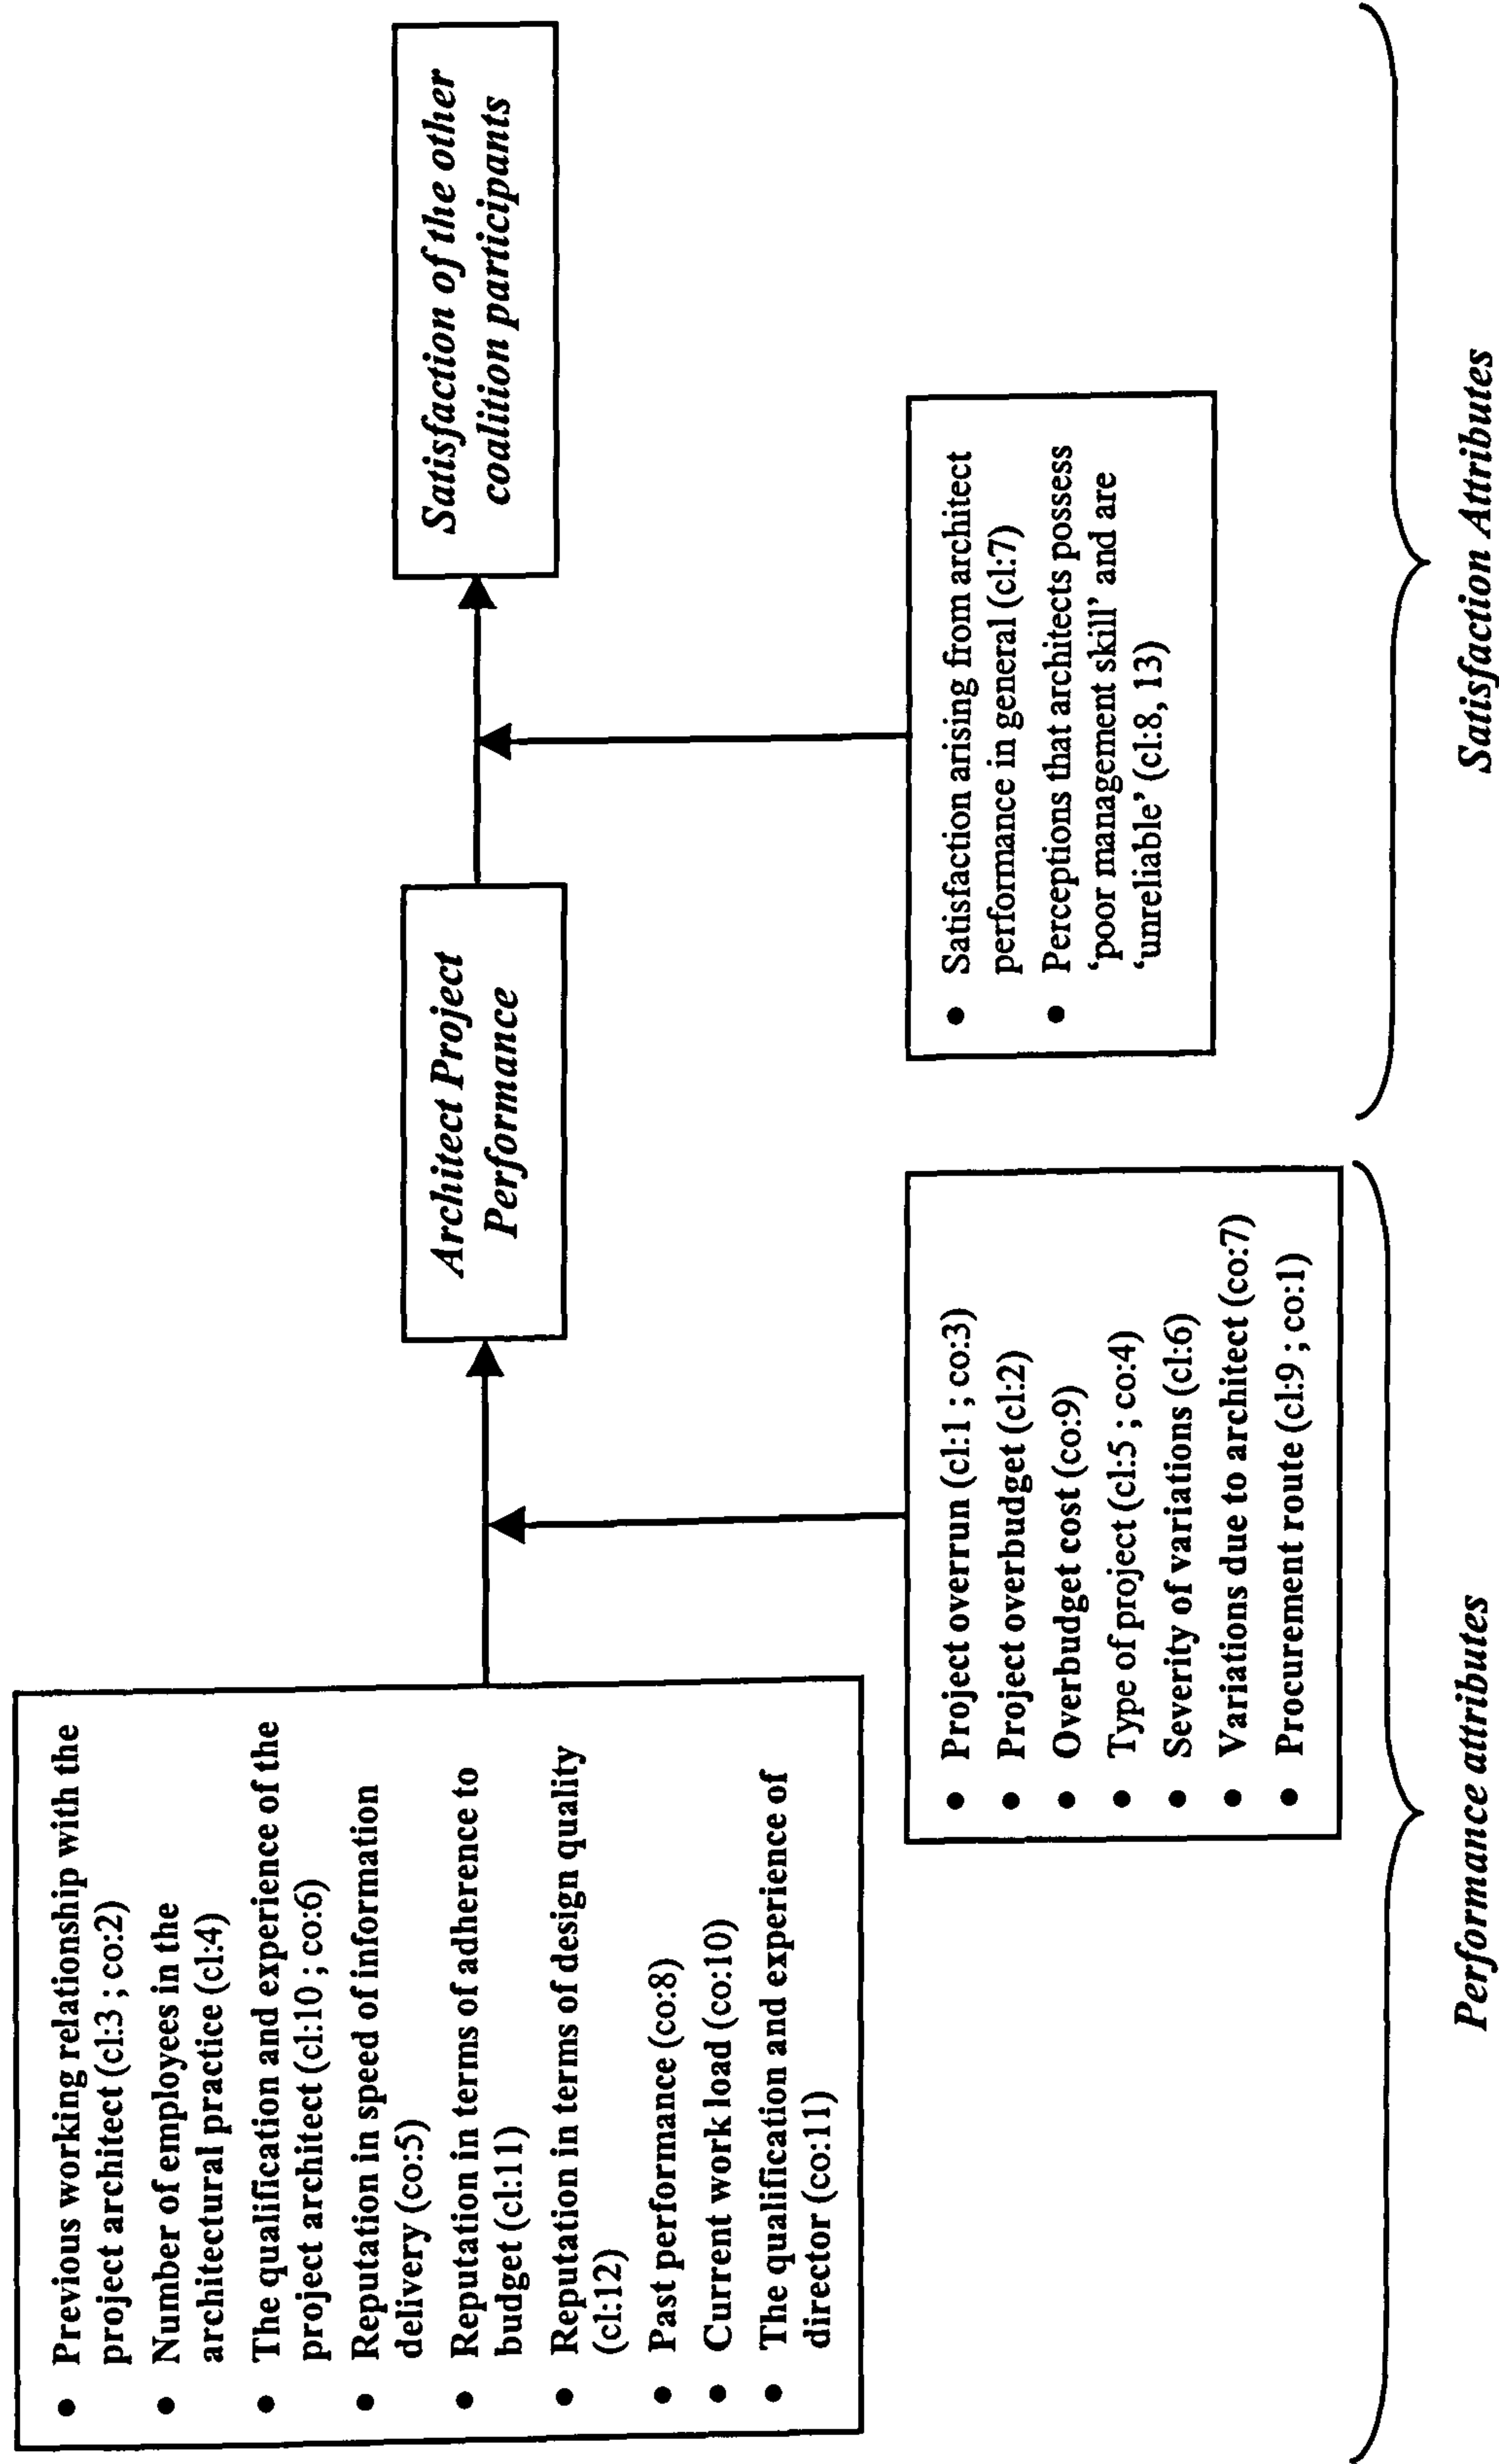 • Previous working relationship with the
project architect (cl:3 ; co:2)
• Number of employees in the
architectural practice (cl:4)
• The qualification and experience of the
project architect (cl:10 ; co:6)
• Reputation in speed of information
delivery (co:5)
• Reputation in terms of adherence to
budget (cl:11)
• Reputation in terms of design quality
(cl:12)
• Past performance (co:8)
• Current work load (co:10)
• The qualification and experience of
director (co:11)
Architect Project
Performance
Satisfaction of the other
coalition participants
• Project overrun (cl:1 ; co:3)
• Project overbudget (cl:2)
• Overbudget cost (co:9)
• Type of project (cl:5 ; co:4)
• Severity of variations (cl:6)
• Variations due to architect (co:7)
• Procurement route (cl:9 ; co:1)
• Satisfaction arising from architect
performance in general (cl:7)
• Perceptions that architects possess
‘poor management skill’ and are
‘unreliable’ (cl:8, 13)
Performance attributes
Satisfaction Attributes